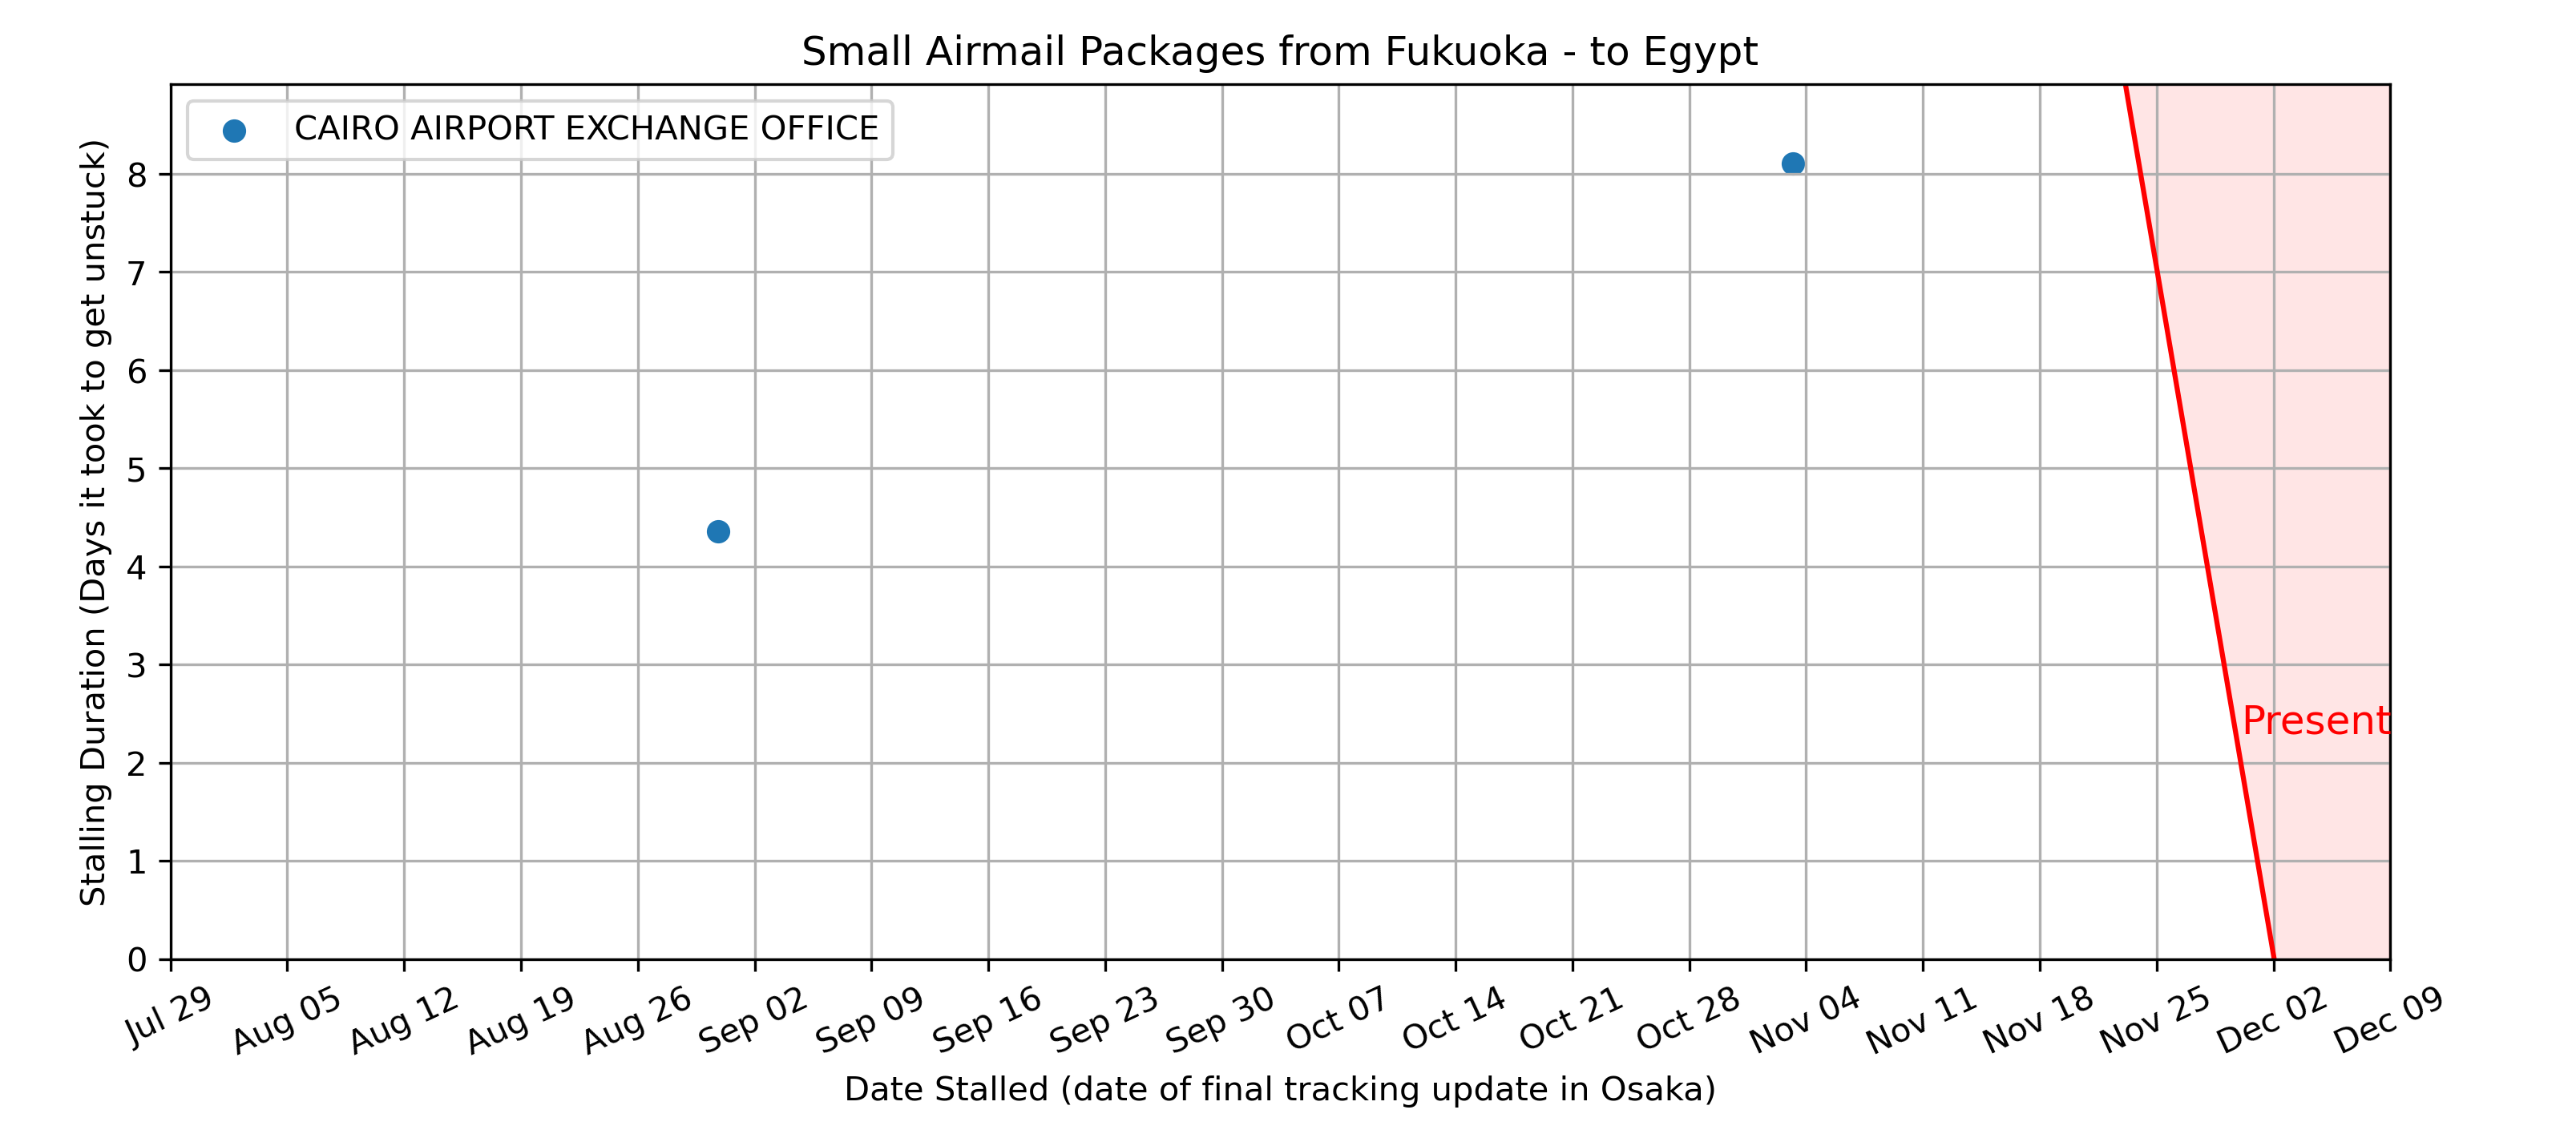 Small Airmail Packages from Fukuoka - to Egypt
CAIRO AIRPORT EXCHANGE OFFICE
Stalling Duration (Days it took to get unstuck)
8
7
6
5
4
3
2
1
0
Present
Jul 29
Aug 05
Aug 12
Aug 19
Aug 26
Sep 02
Sep 09
Sep 16
Sep 23
Sep 30
Oct 07
Oct 14
Oct 21
Oct 28
Nov 04
Nov 11
Nov 18
Nov 25
Dec 02
Dec 09
Date Stalled (date of final tracking update in Osaka)